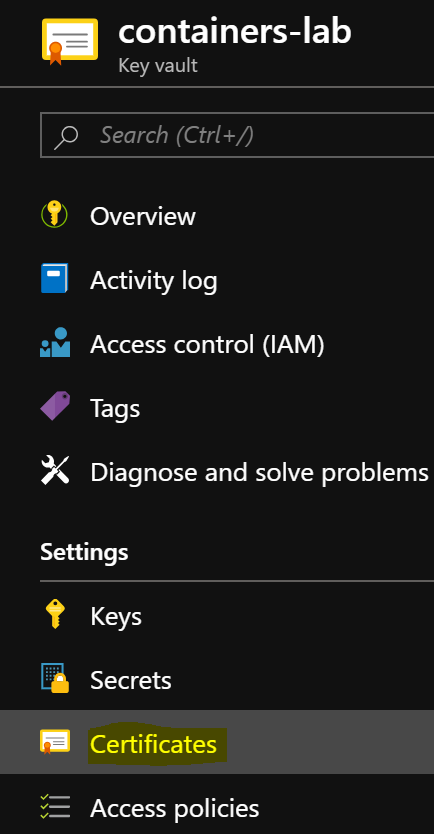 containers-lab
Key vault
Search (Ctrl+/)
Overview
Activity log
Access control (IAM)
Tags
Diagnose and solve problems
Settings
Keys
Secrets
Certificates
Access policies